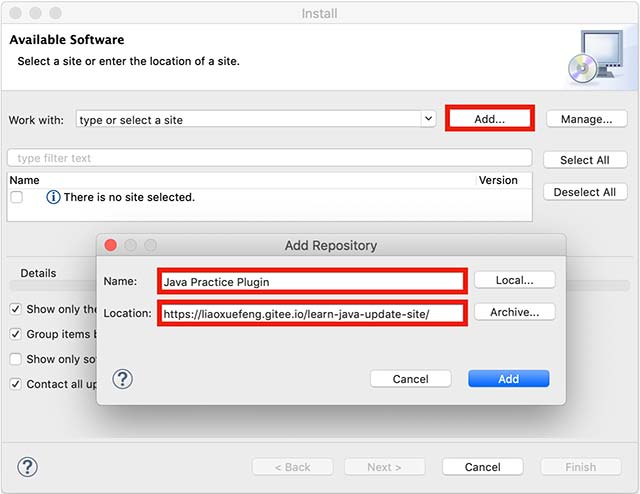 Install
Available Software
Select a site or enter the location of a site.
Work with: type or select a site Add... Manage...
type filter text Select All
Name Version
There is no site selected. Deselect All
Add Repository
Details
Name: Java Practice Plugin Local...
Show only the
Location: https://liaoxuefeng.gitee.io/learn-java-update-site/ Archive...
Group items b
Show only so
Contact all up
? Cancel Add
? < Back Next > Cancel Finish